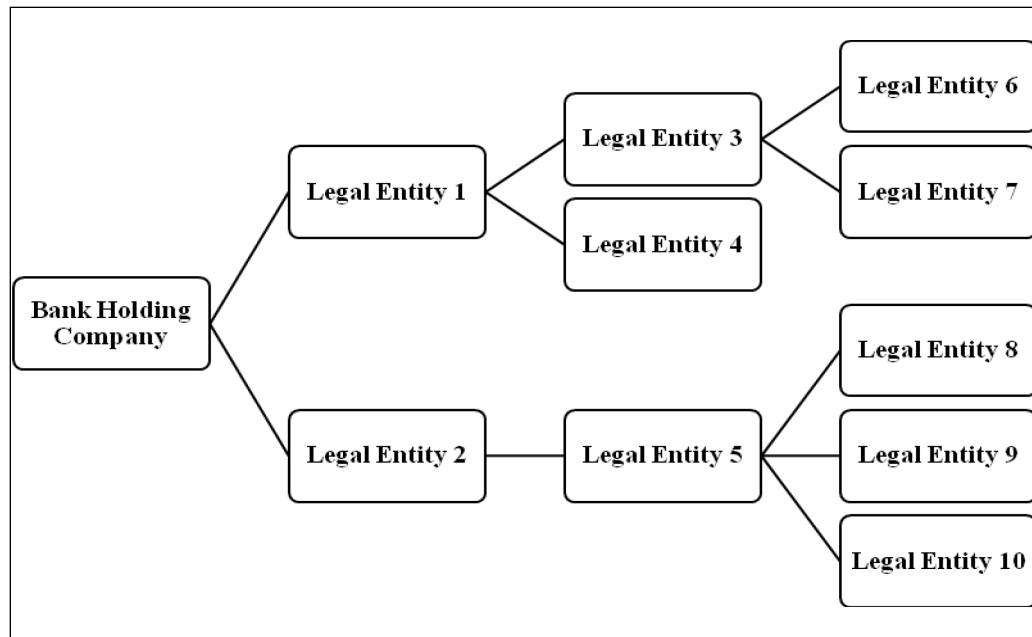 Bank Holding
Company
Legal Entity 1
Legal Entity 2
Legal Entity 3
Legal Entity 4
Legal Entity 5
Legal Entity 6
Legal Entity 7
Legal Entity 8
Legal Entity 9
Legal Entity 10